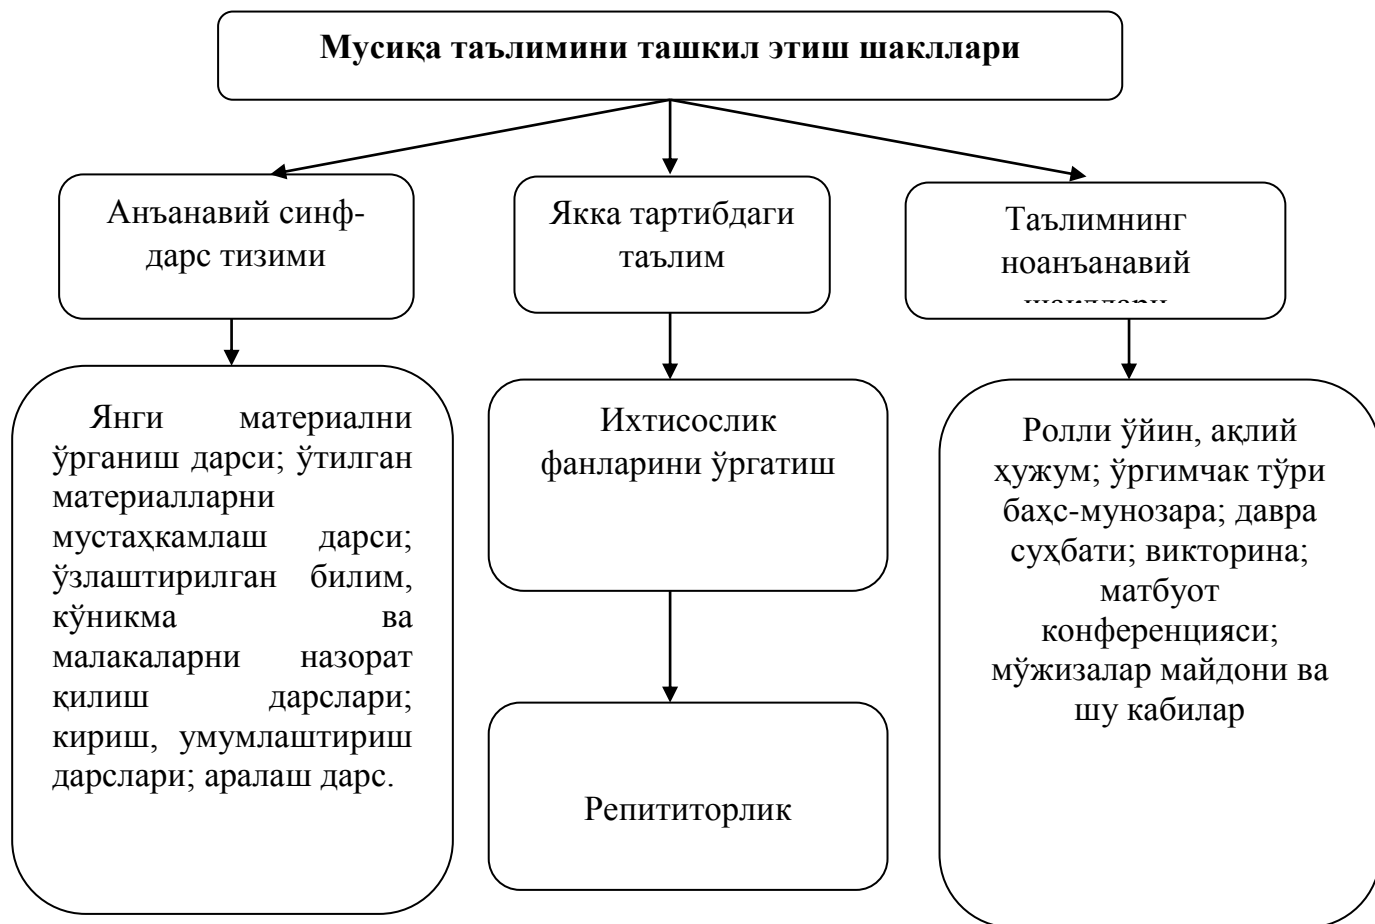 Мусиқа таълимини ташкил этиш шакллари
Анъанавий синф-
дарс тизими
Якка тартибдаги
таълим
Таълимнинг
ноанъанавий
Янги материални
ўрганиш дарси; ўтилган
материалларни
мустаҳкамлаш дарси;
ўзлаштирилган билим,
кўникма ва
малакаларни назорат
қилиш дарслари;
кириш, умумлаштириш
дарслари; аралаш дарс.
Ихтисослик
фанларини ўргатиш
Репититорлик
Ролли ўйин, ақлий
ҳужум; ўргимчак тўри
баҳс-мунозара; давра
суҳбати; викторина;
матбуот
конференцияси;
мўжизалар майдони ва
шу кабилар